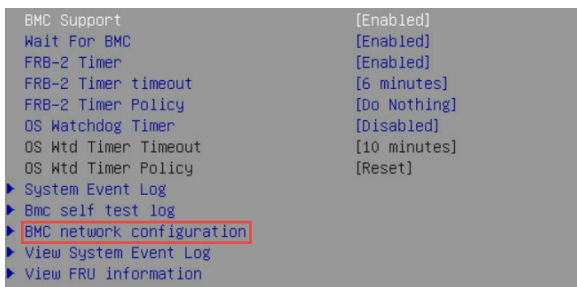 BMC Support [Enabled]
Wait For BMC [Enabled]
FRB-2 Timer [Enabled]
FRB-2 Timer timeout [6 minutes]
FRB-2 Timer Policy [Do Nothing]
OS Watchdog Timer [Disabled]
OS Wtd Timer Timeout [10 minutes]
OS Wtd Timer Policy [Reset]
System Event Log
Bmc self test log
BMC network configuration
View System Event Log
View FRU information